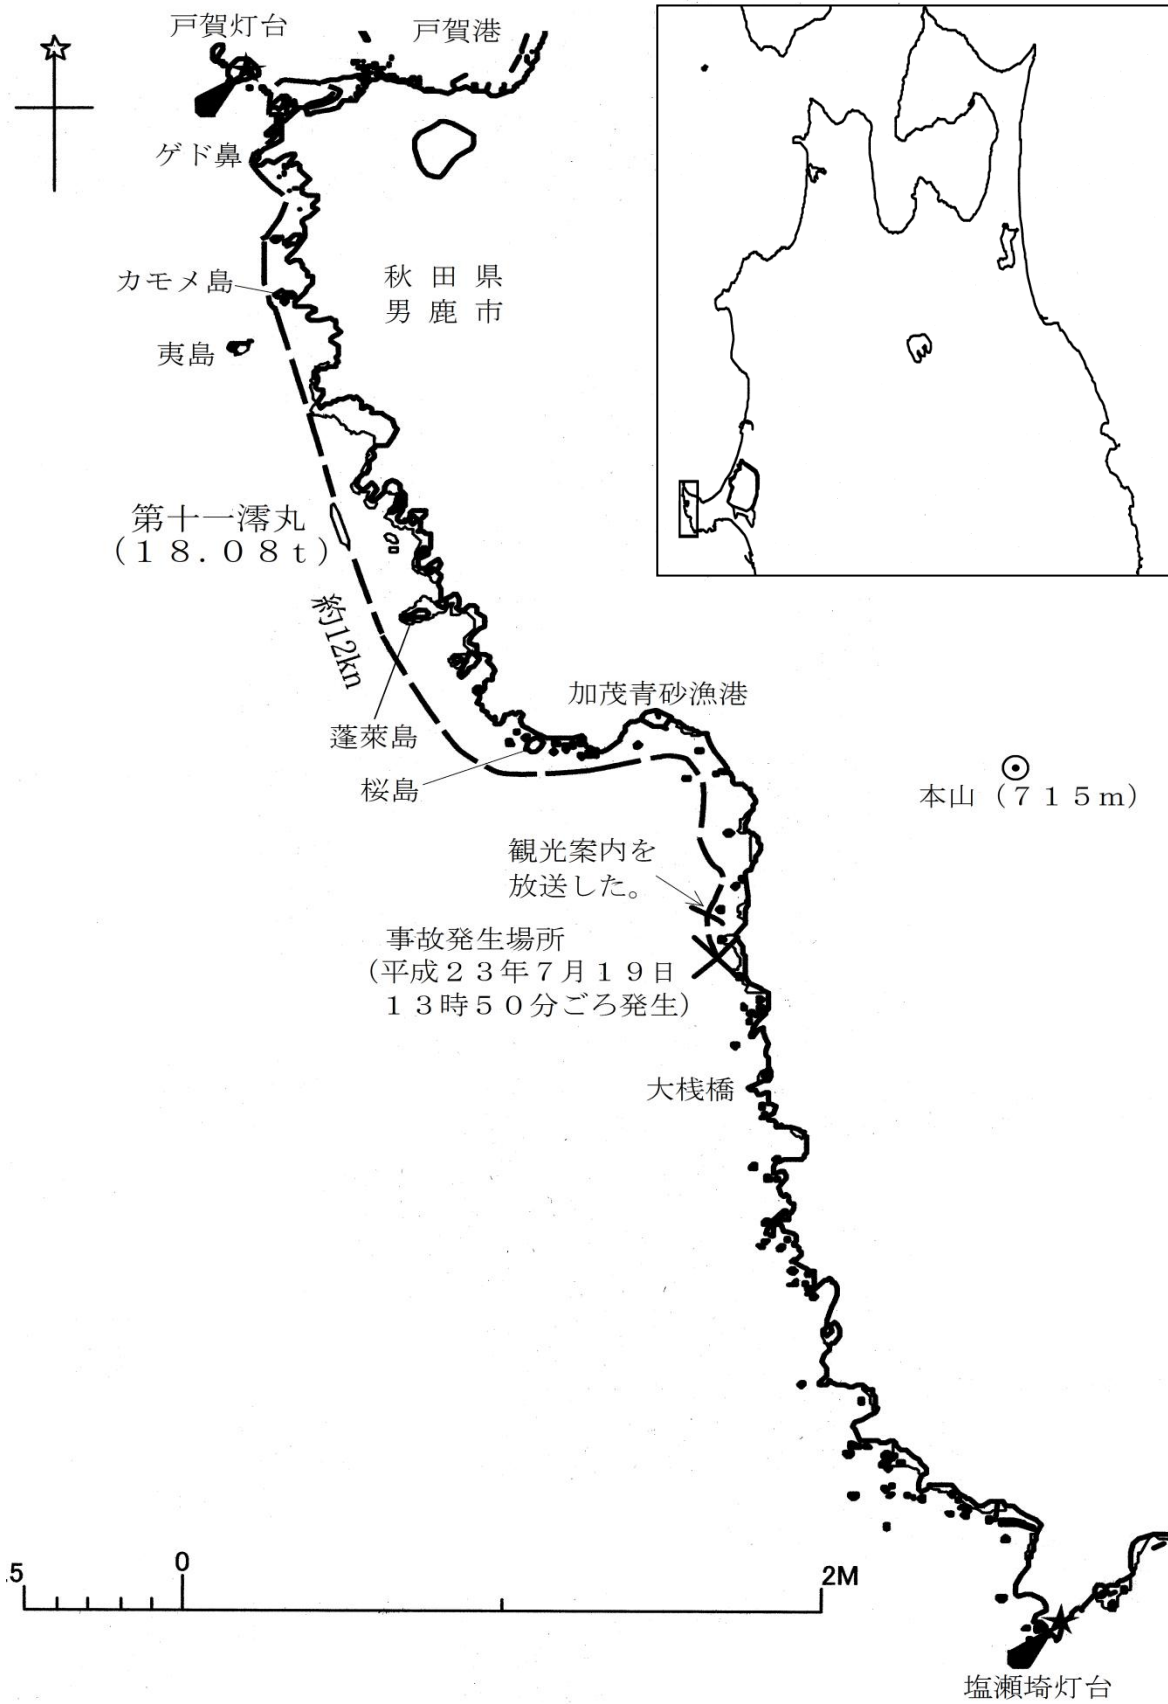 戸賀灯台
戸賀港
ゲド鼻
カモメ島
秋田県
男鹿市
夷島
第十一澪丸
（１８．０８ｔ）
約12kn
加茂青砂漁港
蓬萊島
桜島
本山（７１５ｍ）
観光案内を
放送した。
事故発生場所
（平成２３年７月１９日
１３時５０分ごろ発生）
大桟橋
.5
0
2M
塩瀬埼灯台